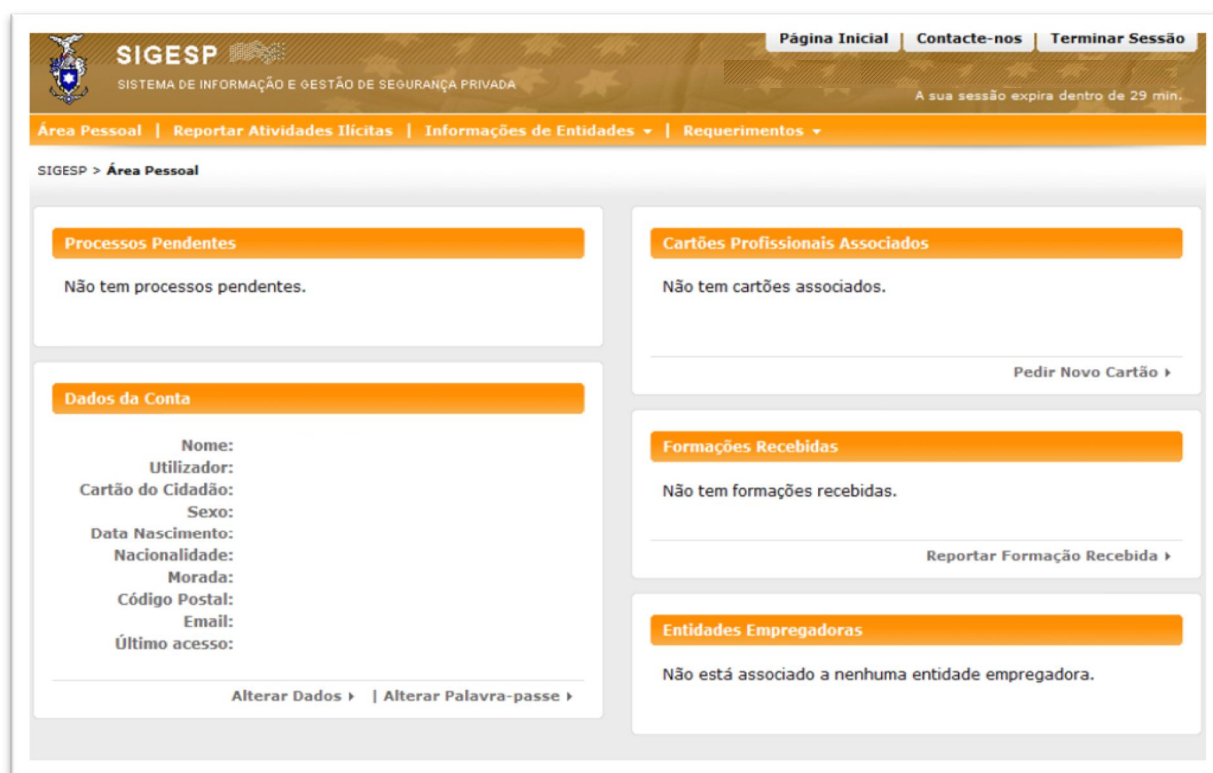 SIGESP
SISTEMA DE INFORMAÇÃO E GESTÃO DE SEGURANÇA PRIVADA
Página Inicial | Contacte-nos | Terminar Sessão
A sua sessão expira dentro de 29 min.
Área Pessoal | Reportar Atividades Ilícitas | Informações de Entidades | Requerimentos
SIGESP > Área Pessoal
Processos Pendentes
Não tem processos pendentes.
Dados da Conta
Nome:
Utilizador:
Cartão do Cidadão:
Sexo:
Data Nascimento:
Nacionalidade:
Morada:
Código Postal:
Email:
Último acesso:
Alterar Dados | Alterar Palavra-passe
Cartões Profissionais Associados
Não tem cartões associados.
Pedir Novo Cartão
Formações Recebidas
Não tem formações recebidas.
Reportar Formação Recebida
Entidades Empregadoras
Não está associado a nenhuma entidade empregadora.